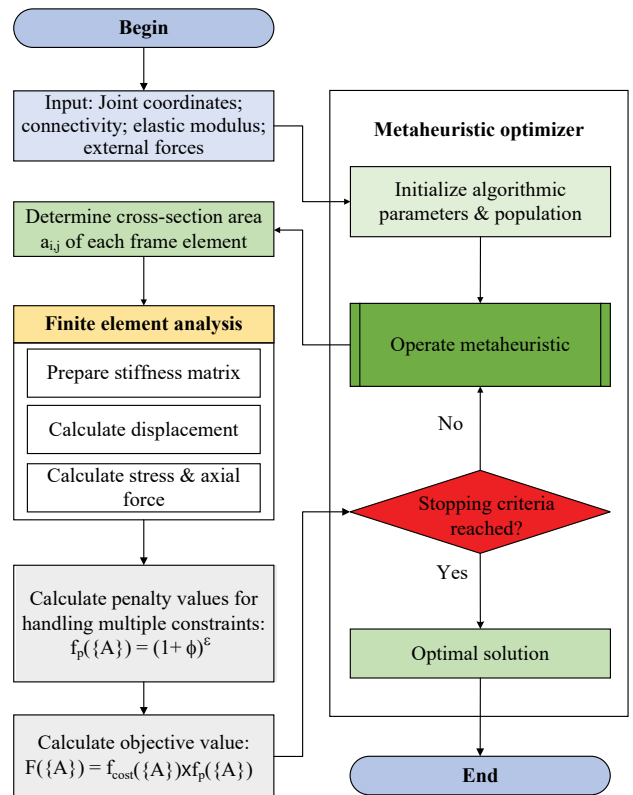 Begin
Input: Joint coordinates;
connectivity; elastic modulus;
external forces
Determine cross-section area
a_{i,j} of each frame element
Finite element analysis
Prepare stiffness matrix
Calculate displacement
Calculate stress & axial
force
Calculate penalty values for
handling multiple constraints:
f_p({A}) = (1+ ϕ)^ε
Calculate objective value:
F({A}) = f_cost({A})xf_p({A})
Metaheuristic optimizer
Initialize algorithmic
parameters & population
Operate metaheuristic
No
Stopping criteria
reached?
Yes
Optimal solution
End